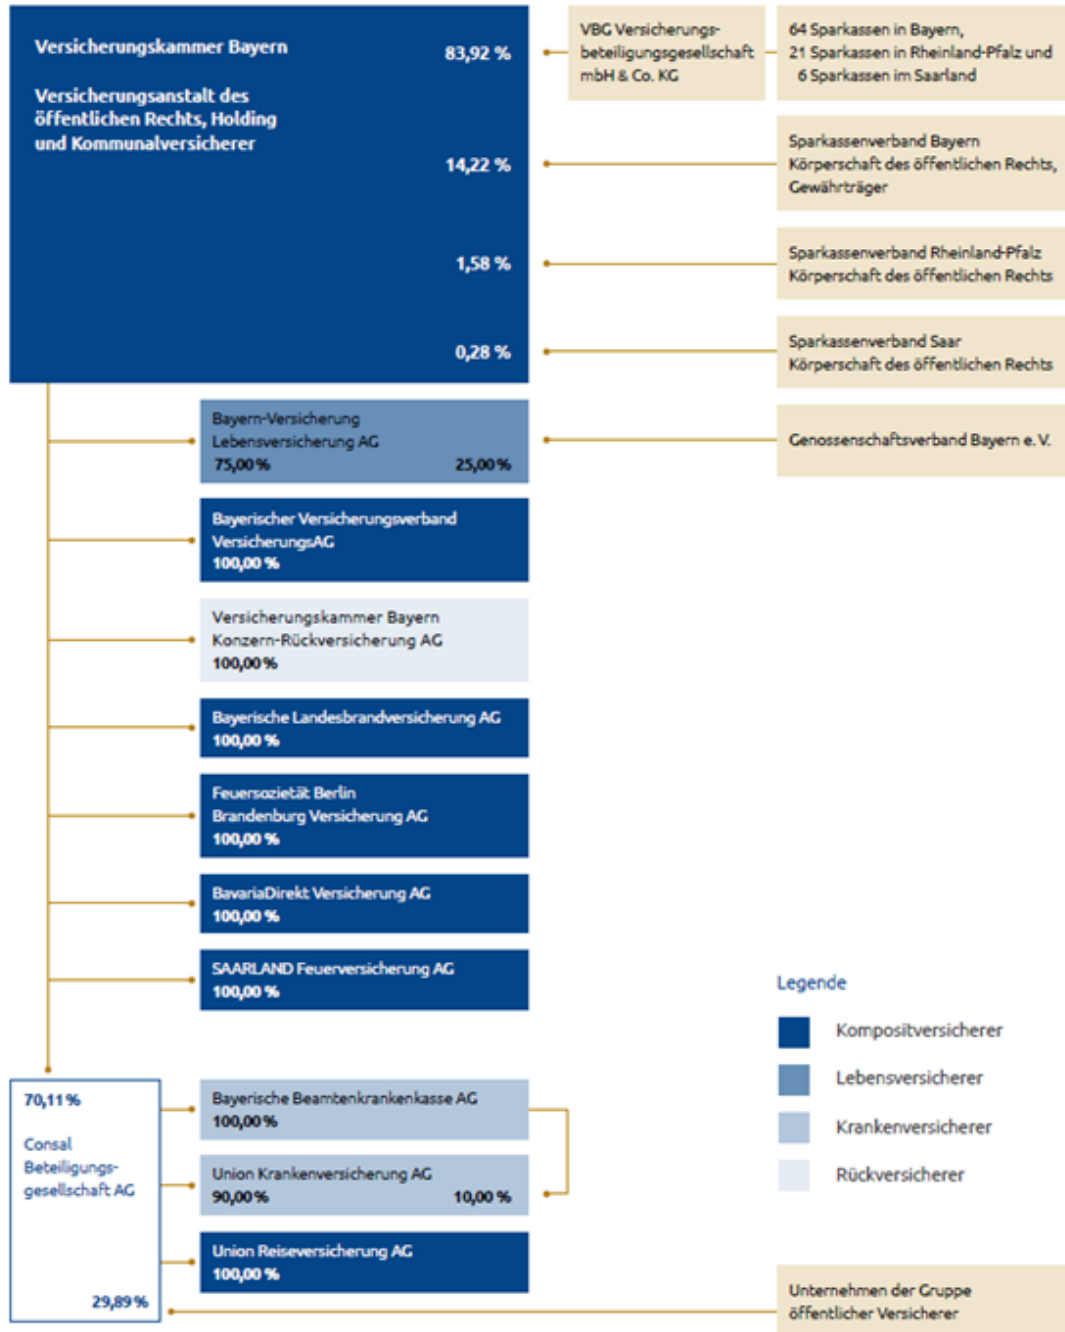 Versicherungskammer Bayern
83,92 %
Versicherungsanstalt des
öffentlichen Rechts, Holding
und Kommunalversicherer
14,22 %
1,58 %
0,28 %
VBG Versicherungs-
beteiligungsgesellschaft
mbH & Co. KG
64 Sparkassen in Bayern,
21 Sparkassen in Rheinland-Pfalz und
6 Sparkassen im Saarland
Sparkassenverband Bayern
Körperschaft des öffentlichen Rechts,
Gewährträger
Sparkassenverband Rheinland-Pfalz
Körperschaft des öffentlichen Rechts
Sparkassenverband Saar
Körperschaft des öffentlichen Rechts
Bayern-Versicherung
Lebensversicherung AG
75,00 % 25,00 %
Genossenschaftsverband Bayern e. V.
Bayerischer Versicherungsverband
VersicherungsAG
100,00 %
Versicherungskammer Bayern
Konzern-Rückversicherung AG
100,00 %
Bayerische Landesbrandversicherung AG
100,00 %
Feuersozietät Berlin
Brandenburg Versicherung AG
100,00 %
BavariaDirekt Versicherung AG
100,00 %
SAARLAND Feuerversicherung AG
100,00 %
Legende
Kompositversicherer
Lebensversicherer
Krankenversicherer
Rückversicherer
70,11 %
Consal
Beteiligungs-
gesellschaft AG
29,89 %
Bayerische Beamtenkrankenkasse AG
100,00 %
Union Krankenversicherung AG
90,00 % 10,00 %
Union Reiseversicherung AG
100,00 %
Unternehmen der Gruppe
öffentlicher Versicherer